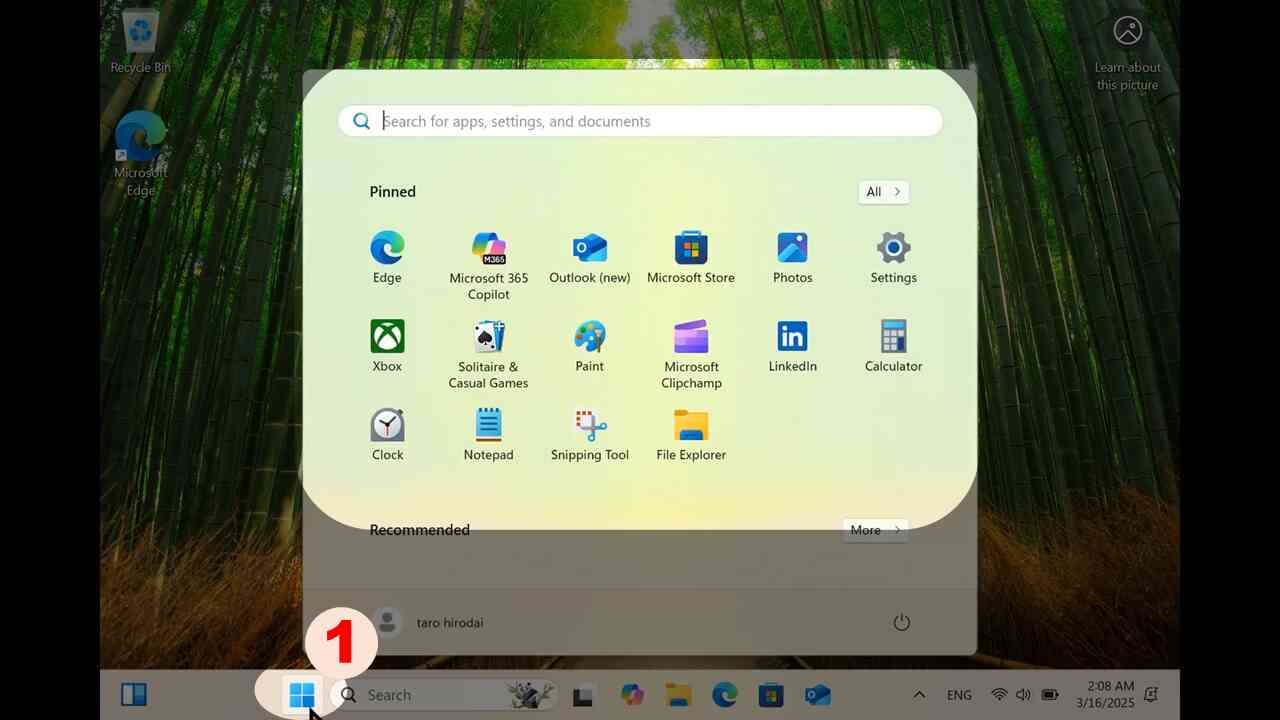 Recycle Bin
Microsoft
Edge
Learn about
this picture
Search for apps, settings, and documents
Pinned
All
Edge
M365
Microsoft 365
Copilot
Outlook (new)
Microsoft Store
Photos
Settings
Xbox
Solitaire &
Casual Games
Paint
Microsoft
Clipchamp
in
LinkedIn
Calculator
Clock
Notepad
Snipping Tool
File Explorer
Recommended
More
taro hirodai
1
Search
ENG
2:08 AM
3/16/2025